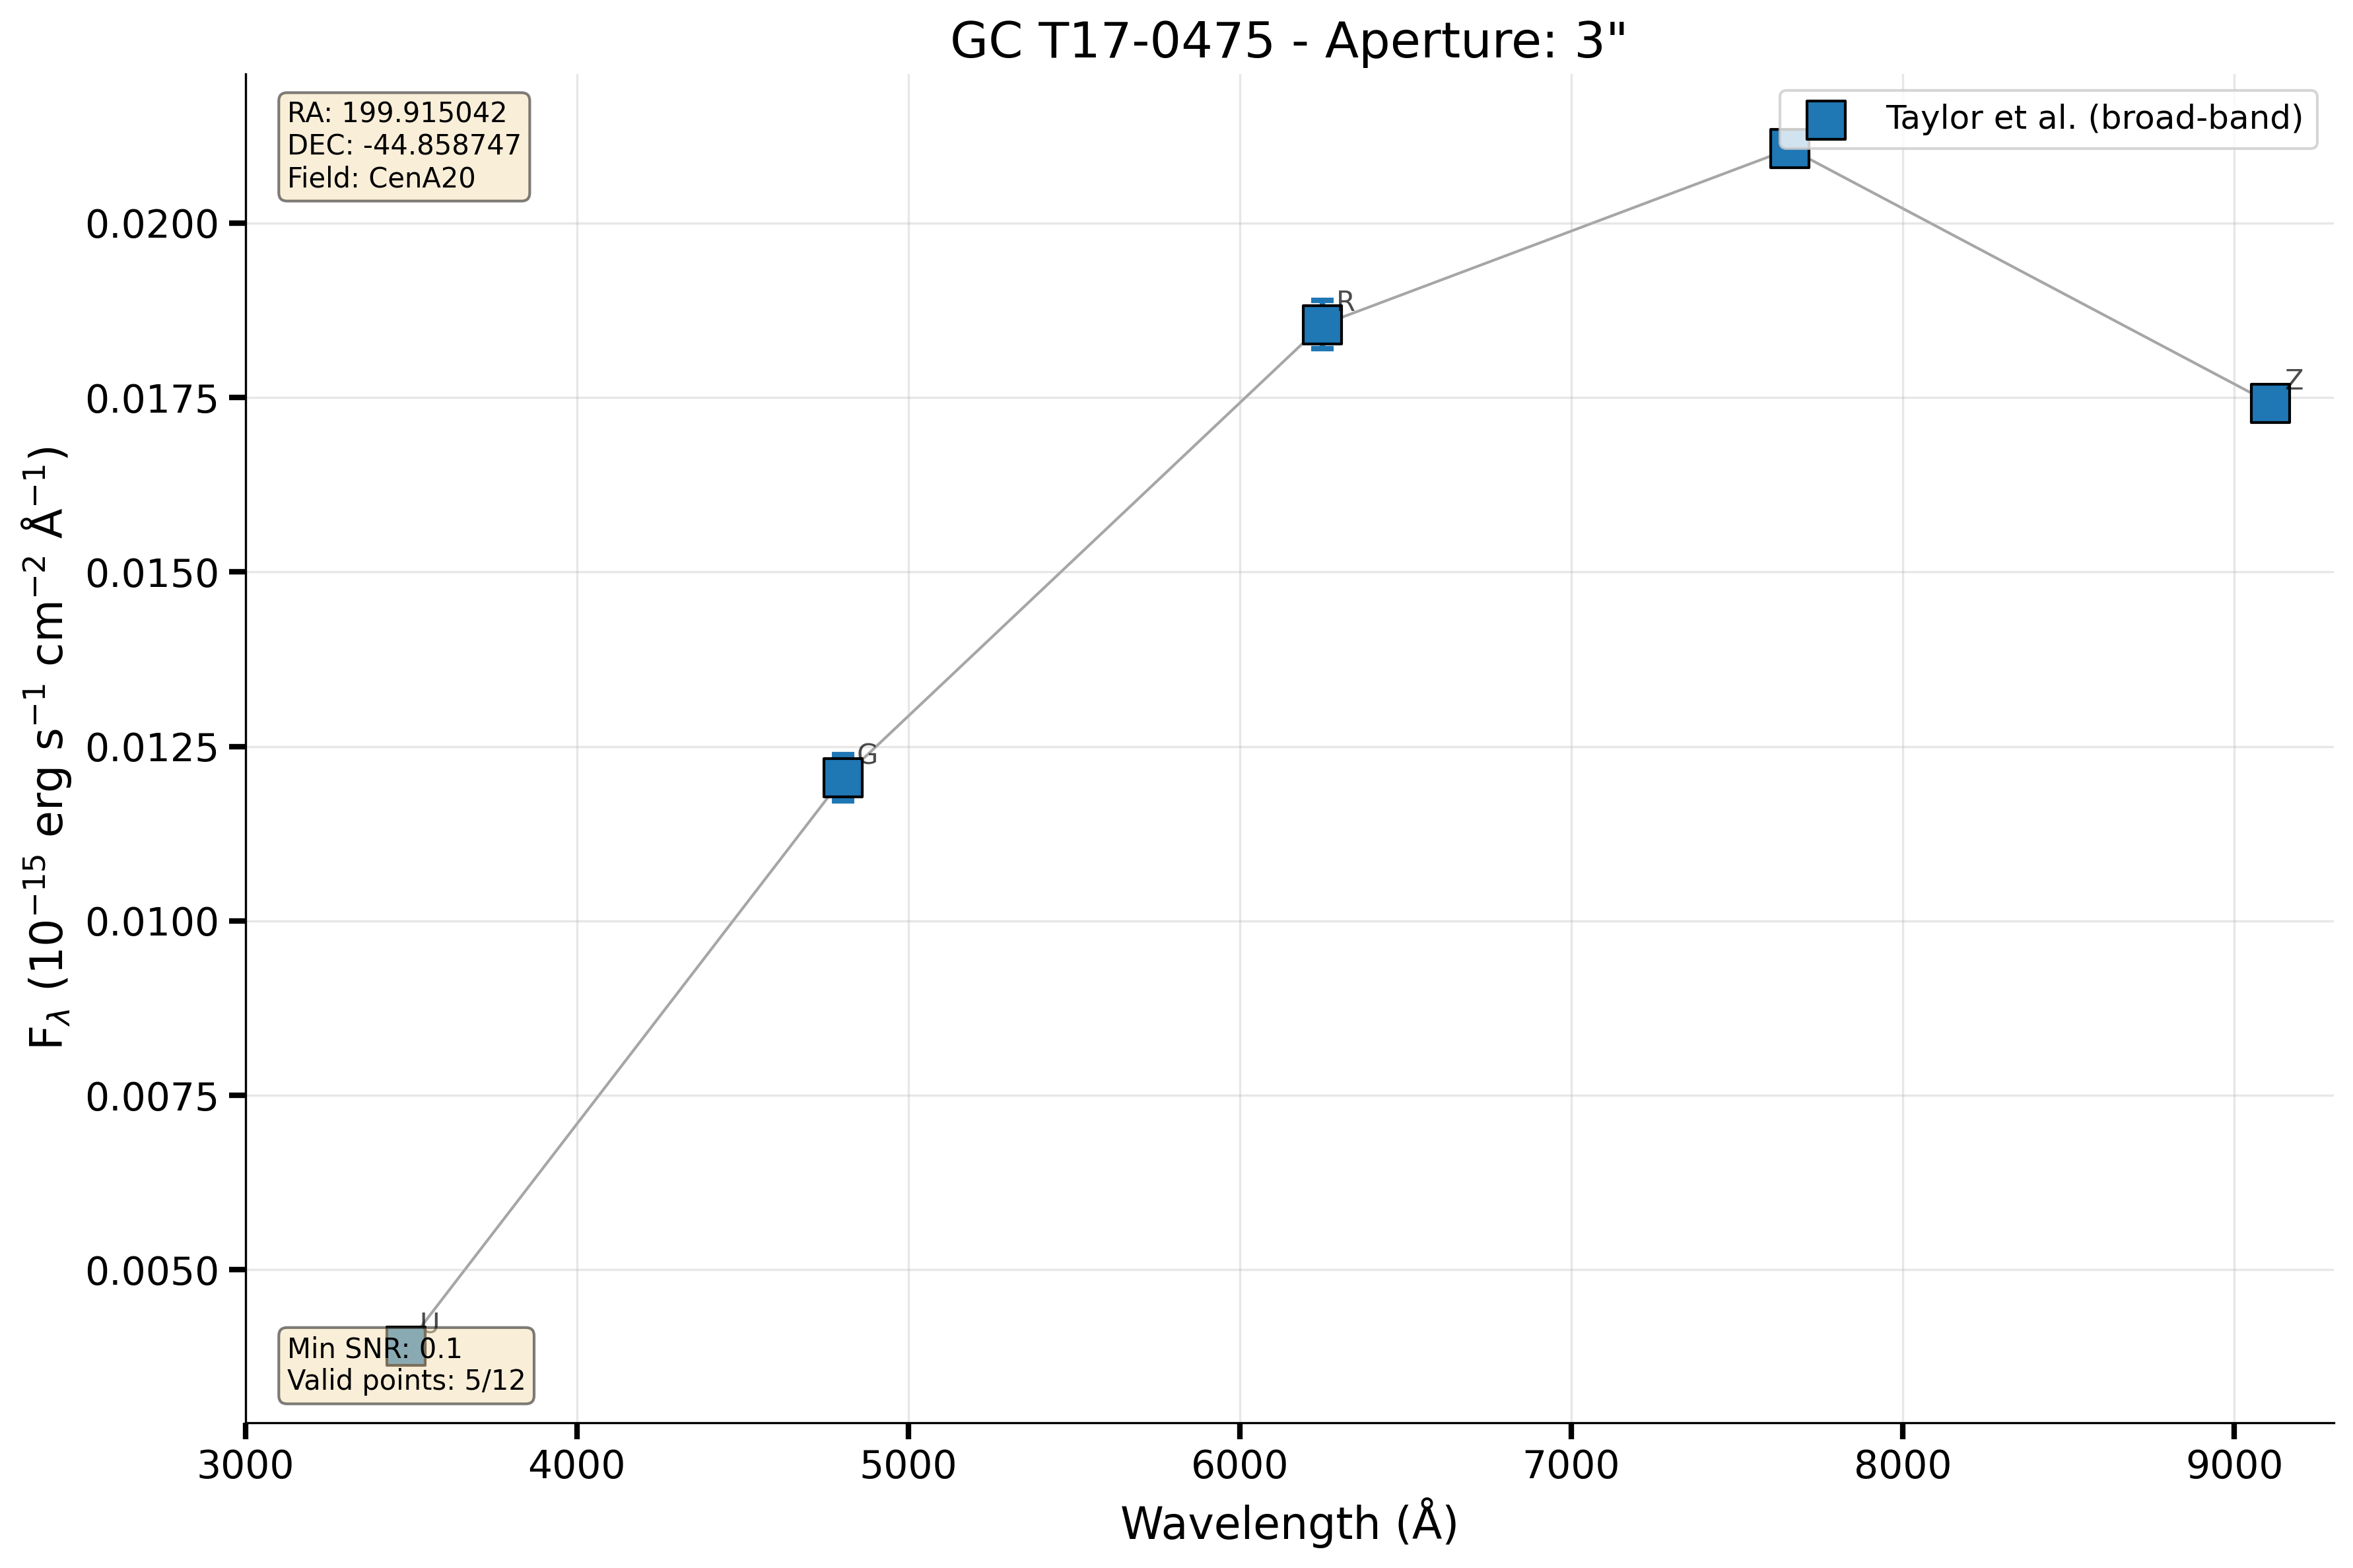 GC T17-0475 - Aperture: 3"
RA: 199.915042
DEC: -44.858747
Field: CenA20
Taylor et al. (broad-band)
F_λ (10⁻¹⁵ erg s⁻¹ cm⁻² Å⁻¹)
0.0200
0.0175
0.0150
0.0125
0.0100
0.0075
0.0050
R
Z
G
U
Min SNR: 0.1
Valid points: 5/12
3000 4000 5000 6000 7000 8000 9000
Wavelength (Å)